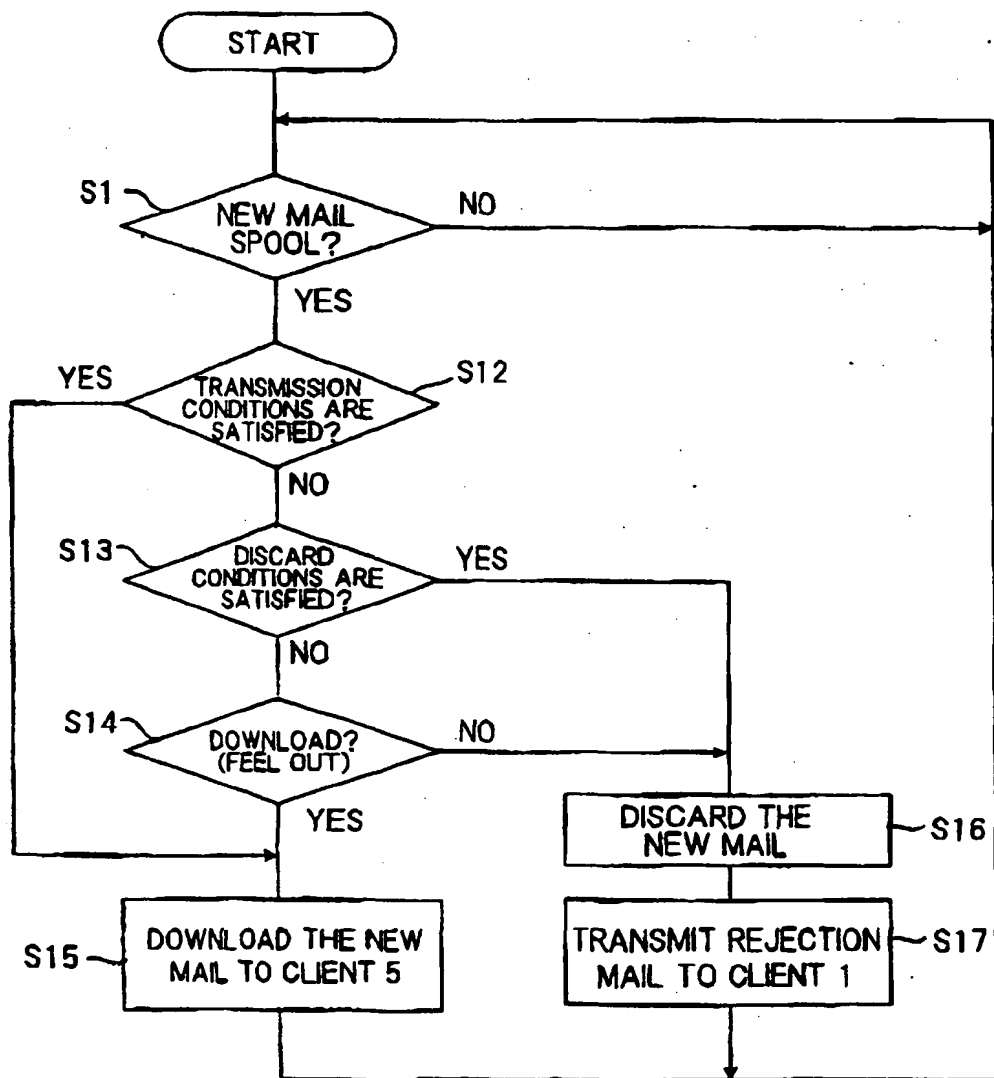 START
S1
NEW MAIL
SPOOL?
NO
YES
YES
S12
TRANSMISSION
CONDITIONS ARE
SATISFIED?
NO
S13
DISCARD
CONDITIONS ARE
SATISFIED?
YES
NO
S14
DOWNLOAD?
(FEEL OUT)
NO
YES
DISCARD THE
NEW MAIL
S16
S15
DOWNLOAD THE NEW
MAIL TO CLIENT 5
TRANSMIT REJECTION
MAIL TO CLIENT 1
S17